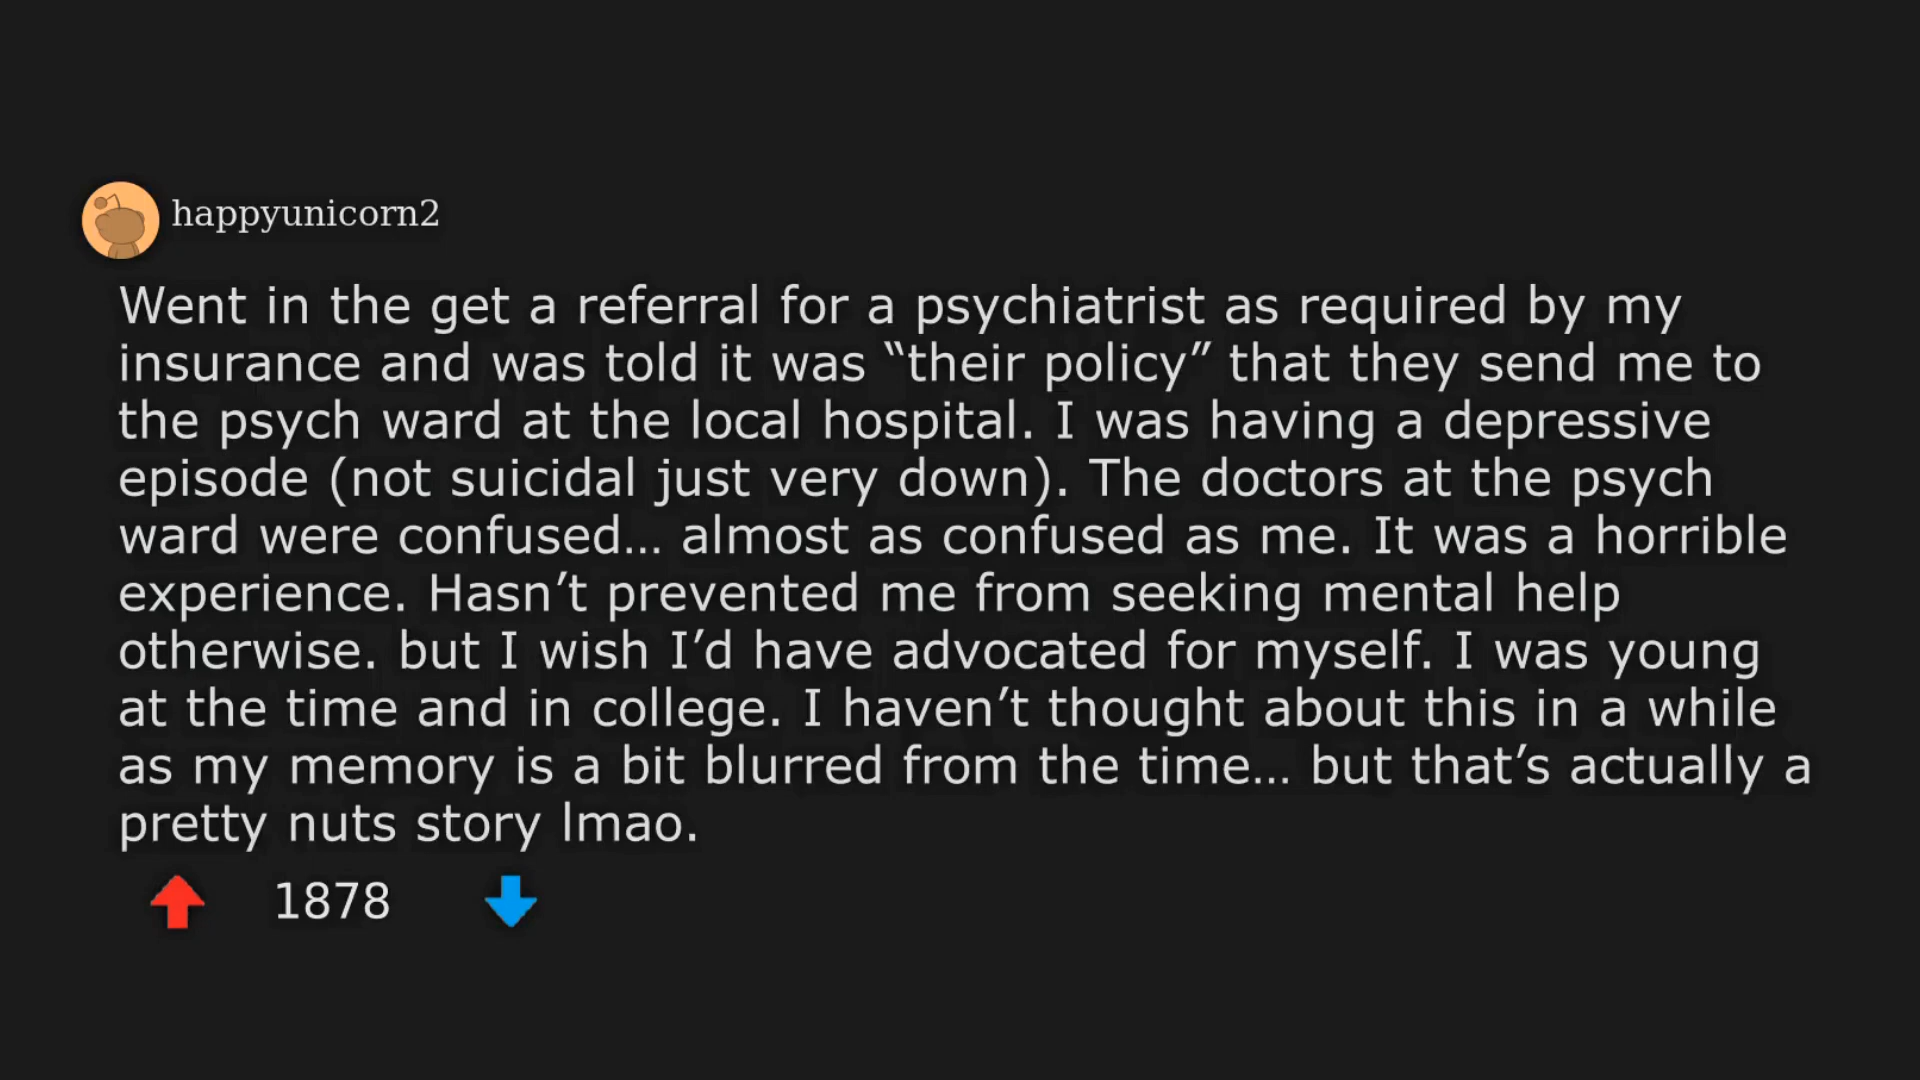 happyunicorn2
Went in the get a referral for a psychiatrist as required by my
insurance and was told it was “their policy” that they send me to
the psych ward at the local hospital. I was having a depressive
episode (not suicidal just very down). The doctors at the psych
ward were confused… almost as confused as me. It was a horrible
experience. Hasn’t prevented me from seeking mental help
otherwise. but I wish I’d have advocated for myself. I was young
at the time and in college. I haven’t thought about this in a while
as my memory is a bit blurred from the time… but that’s actually a
pretty nuts story lmao.
1878